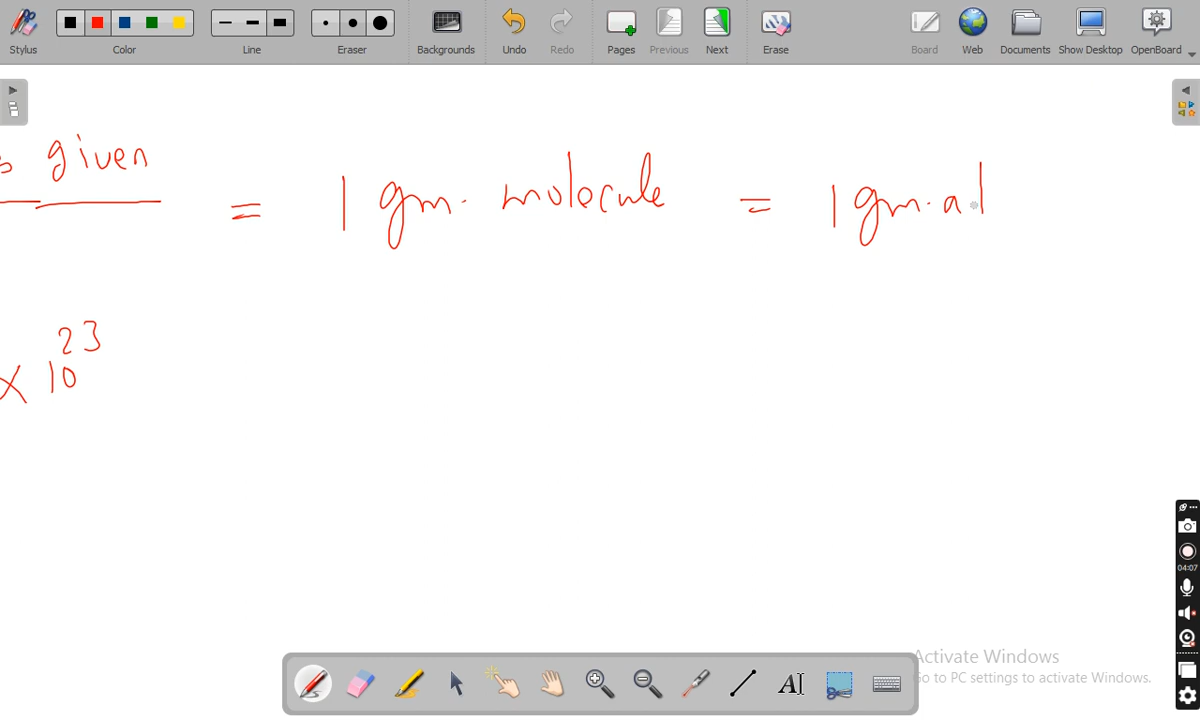 Stylus Color Line Eraser Backgrounds Undo Redo Pages Previous Next Erase Board Web Documents Show Desktop OpenBoard
given
= 1 gm. molecule = 1 gm. a
23
× 10
04:07
Activate Windows
Go to PC settings to activate Windows.